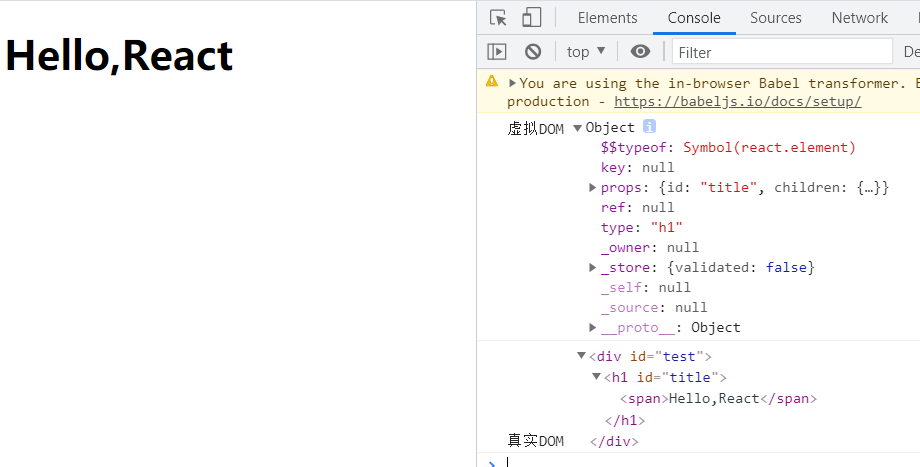 Hello,React
Elements Console Sources Network
top Filter De
You are using the in-browser Babel transformer. B
production - https://babeljs.io/docs/setup/
虚拟DOM Object i
$$typeof: Symbol(react.element)
key: null
props: {id: "title", children: {…}}
ref: null
type: "h1"
_owner: null
_store: {validated: false}
_self: null
_source: null
__proto__: Object
<div id="test">
<h1 id="title">
<span>Hello,React</span>
</h1>
真实DOM </div>